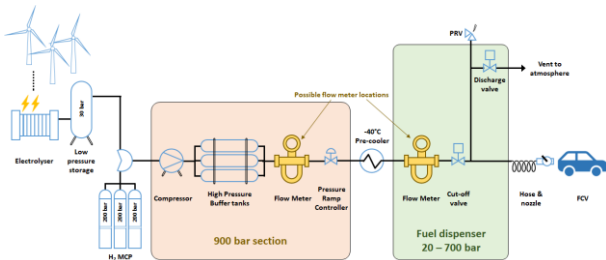 PRV
Vent to
atmosphere
Discharge
valve
Possible flow meter locations
-40°C
Pre-cooler
30 bar
Electrolyser
Low
pressure
storage
Compressor
High Pressure
Buffer tanks
Flow Meter
Pressure
Ramp
Controller
Flow Meter
Cut-off
valve
Hose &
nozzle
FCV
200 bar
200 bar
200 bar
H₂ MCP
900 bar section
Fuel dispenser
20 – 700 bar